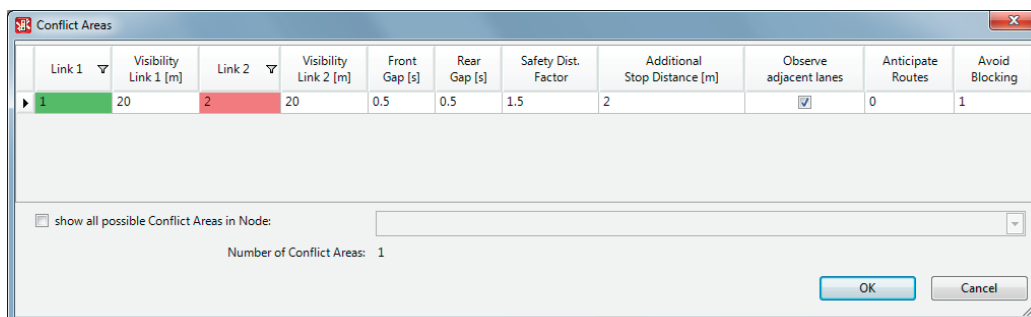 Conflict Areas
Link 1 Visibility Link 1 [m] Link 2 Visibility Link 2 [m] Front Gap [s] Rear Gap [s] Safety Dist. Factor Additional Stop Distance [m] Observe adjacent lanes Anticipate Routes Avoid Blocking
1 20 2 20 0.5 0.5 1.5 2 0 1
show all possible Conflict Areas in Node:
Number of Conflict Areas: 1
OK Cancel